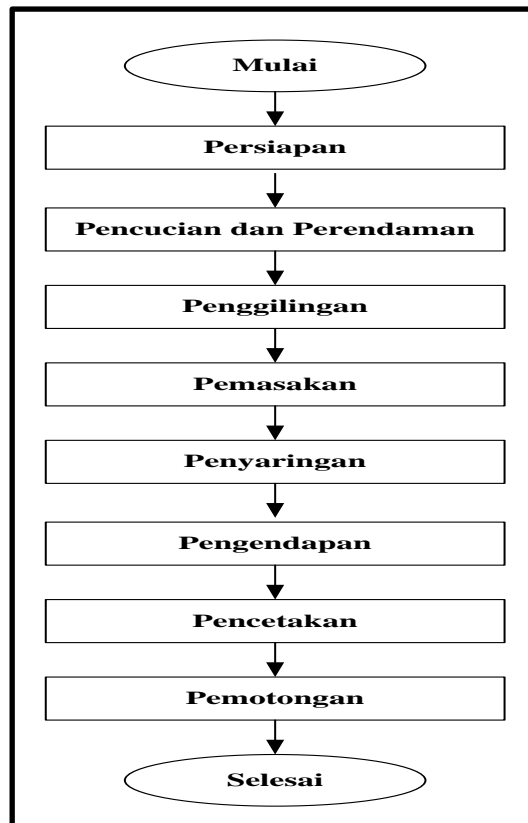 Mulai
Persiapan
Pencucian dan Perendaman
Penggilingan
Pemasakan
Penyaringan
Pengendapan
Pencetakan
Pemotongan
Selesai